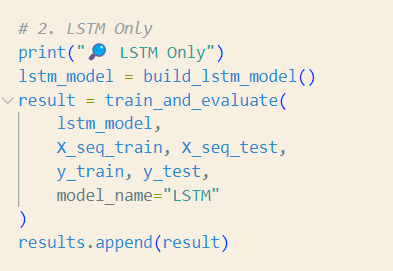 # 2. LSTM Only
print("🔎 LSTM Only")
lstm_model = build_lstm_model()
result = train_and_evaluate(
    lstm_model,
    X_seq_train, X_seq_test,
    y_train, y_test,
    model_name="LSTM"
)
results.append(result)